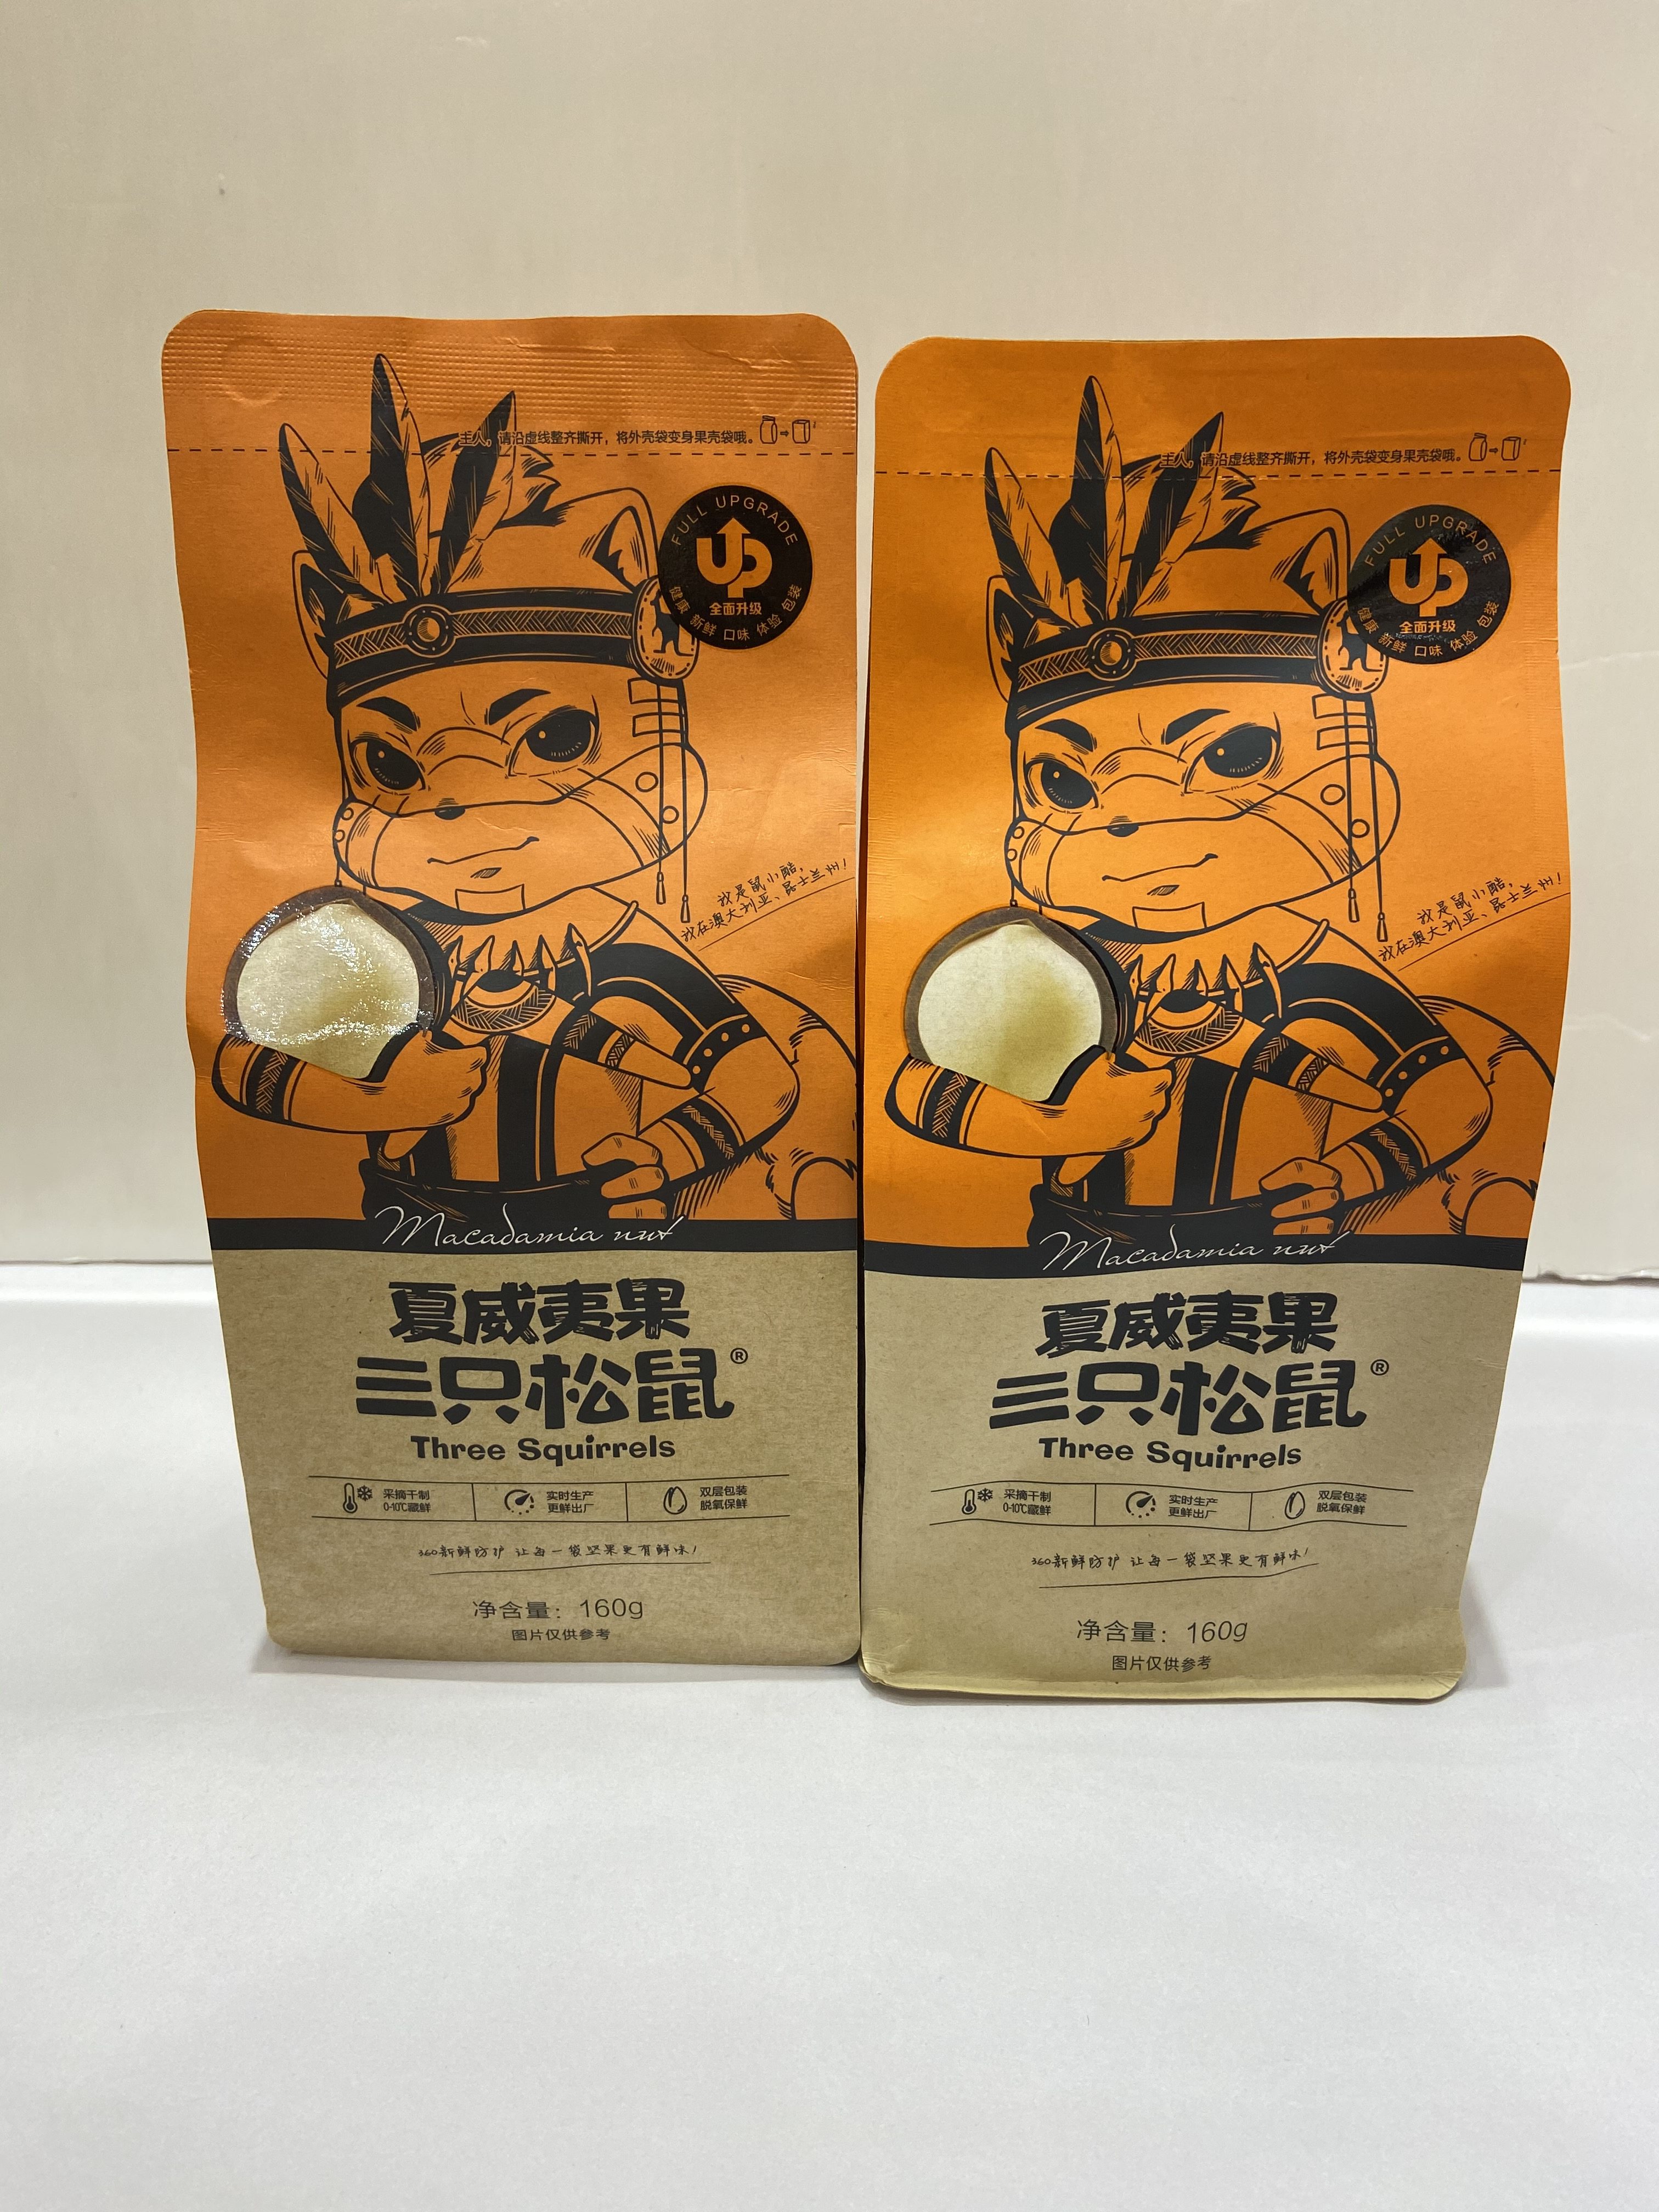 主人，请沿虚线整齐撕开，将外壳袋变身果壳袋哦。
FULL UPGRADE
UP
全面升级
健康 新鲜 口味 体验 包装
我是鼠小酷，
我在澳大利亚、昆士兰州！
Macadamia nut
夏威夷果
三只松鼠®
Three Squirrels
采摘干制
0-10℃藏鲜
实时生产
更鲜出厂
双层包装
脱氧保鲜
360新鲜防护 让每一袋坚果更有鲜味！
净含量：160g
图片仅供参考
主人，请沿虚线整齐撕开，将外壳袋变身果壳袋哦。
FULL UPGRADE
UP
全面升级
健康 新鲜 口味 体验 包装
我是鼠小酷，
我在澳大利亚、昆士兰州！
Macadamia nut
夏威夷果
三只松鼠®
Three Squirrels
采摘干制
0-10℃藏鲜
实时生产
更鲜出厂
双层包装
脱氧保鲜
360新鲜防护 让每一袋坚果更有鲜味！
净含量：160g
图片仅供参考